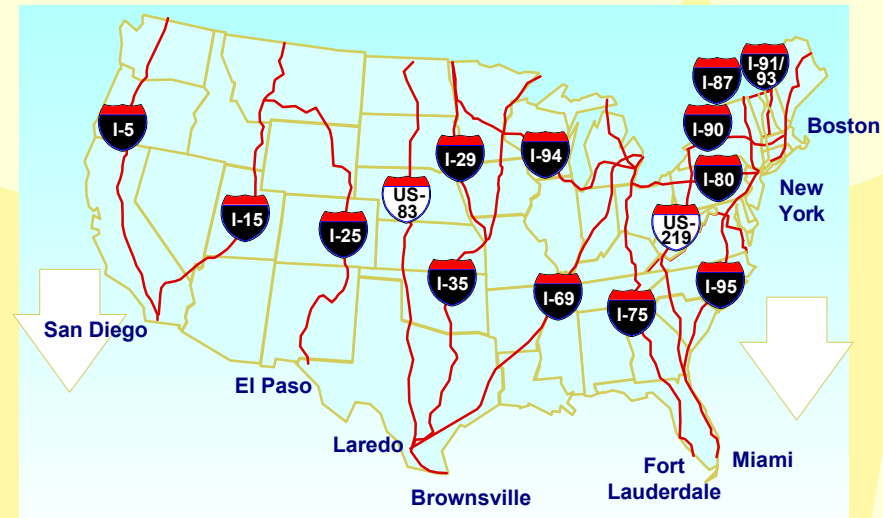 I-91/
93
I-87
I-5
I-90
Boston
I-29
I-94
I-80
US-
83
New
York
I-15
I-25
US-
219
I-35
I-69
I-95
I-75
San Diego
El Paso
Laredo
Fort
Lauderdale
Miami
Brownsville